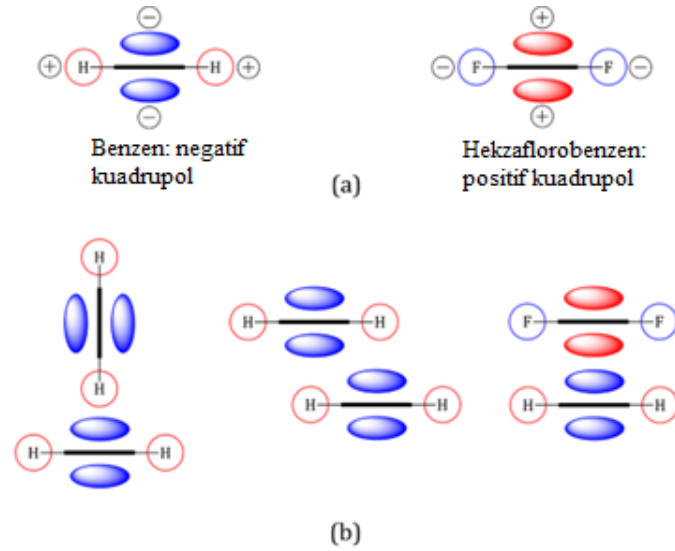 ⊖ ⊕
⊕ H H ⊕ ⊖ F F ⊖
⊖ ⊕
Benzen: negatif Hekzaflorobenzen:
kuadrupol positif kuadrupol
(a)
H
H H F F
H
H H H H
H H
(b)